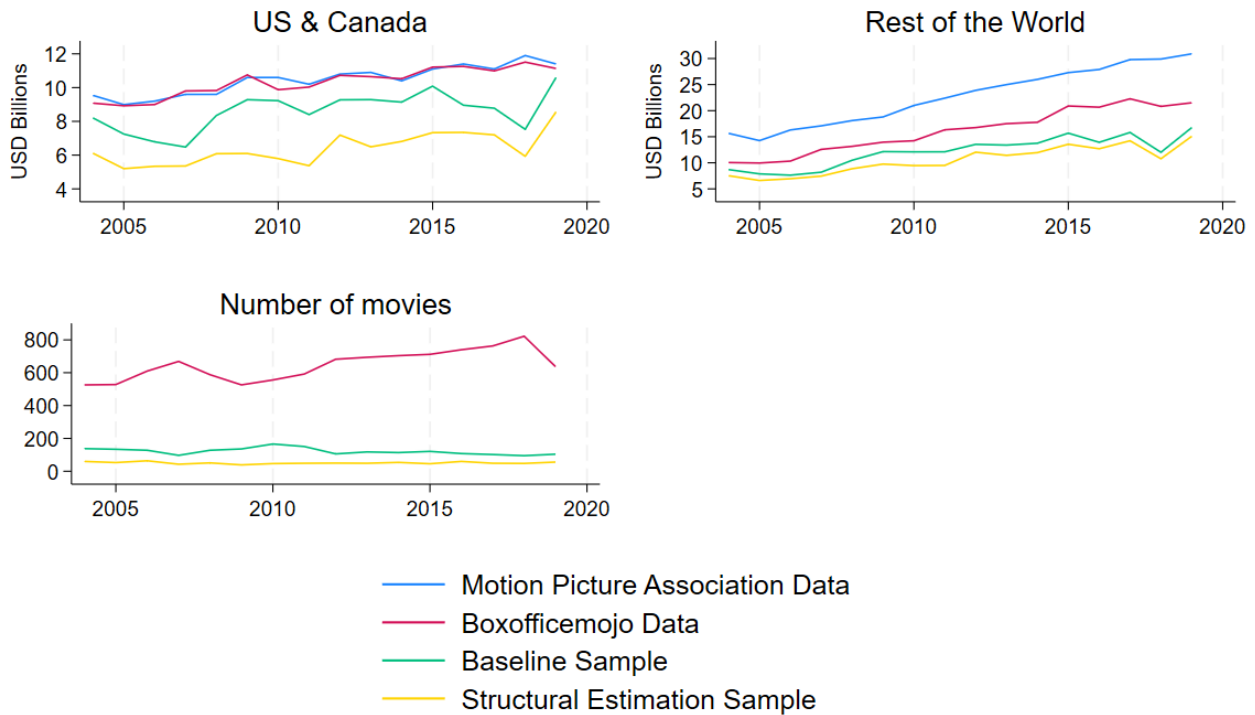 US & Canada
USD Billions
12
10
8
6
4
2005 2010 2015 2020
Rest of the World
USD Billions
30
25
20
15
10
5
2005 2010 2015 2020
Number of movies
800
600
400
200
0
2005 2010 2015 2020
Motion Picture Association Data
Boxofficemojo Data
Baseline Sample
Structural Estimation Sample